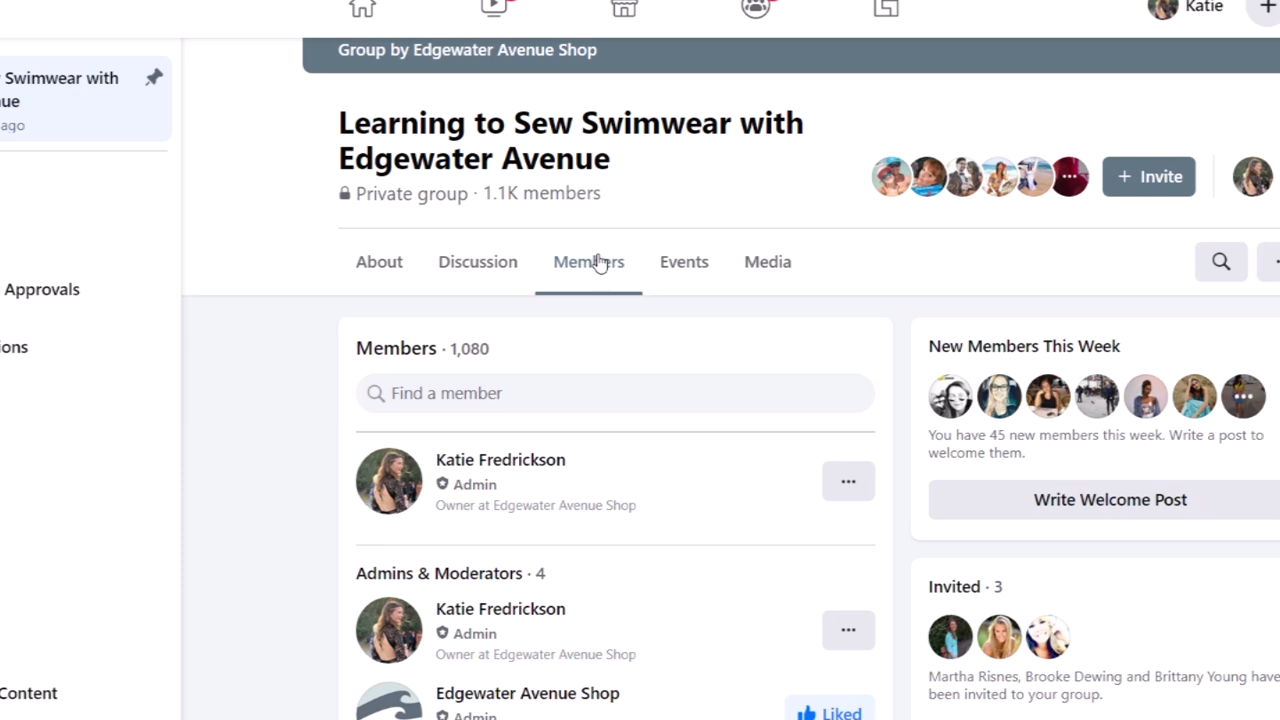 Katie
Group by Edgewater Avenue Shop
Swimwear with
ago
Approvals
Content
Learning to Sew Swimwear with
Edgewater Avenue
Private group · 1.1K members
+ Invite
About
Discussion
Members
Events
Media
Members · 1,080
Find a member
Katie Fredrickson
Admin
Owner at Edgewater Avenue Shop
Admins & Moderators · 4
Katie Fredrickson
Admin
Owner at Edgewater Avenue Shop
Edgewater Avenue Shop
Admin
Liked
New Members This Week
You have 45 new members this week. Write a post to
welcome them.
Write Welcome Post
Invited · 3
Martha Risnes, Brooke Dewing and Brittany Young have
been invited to your group.